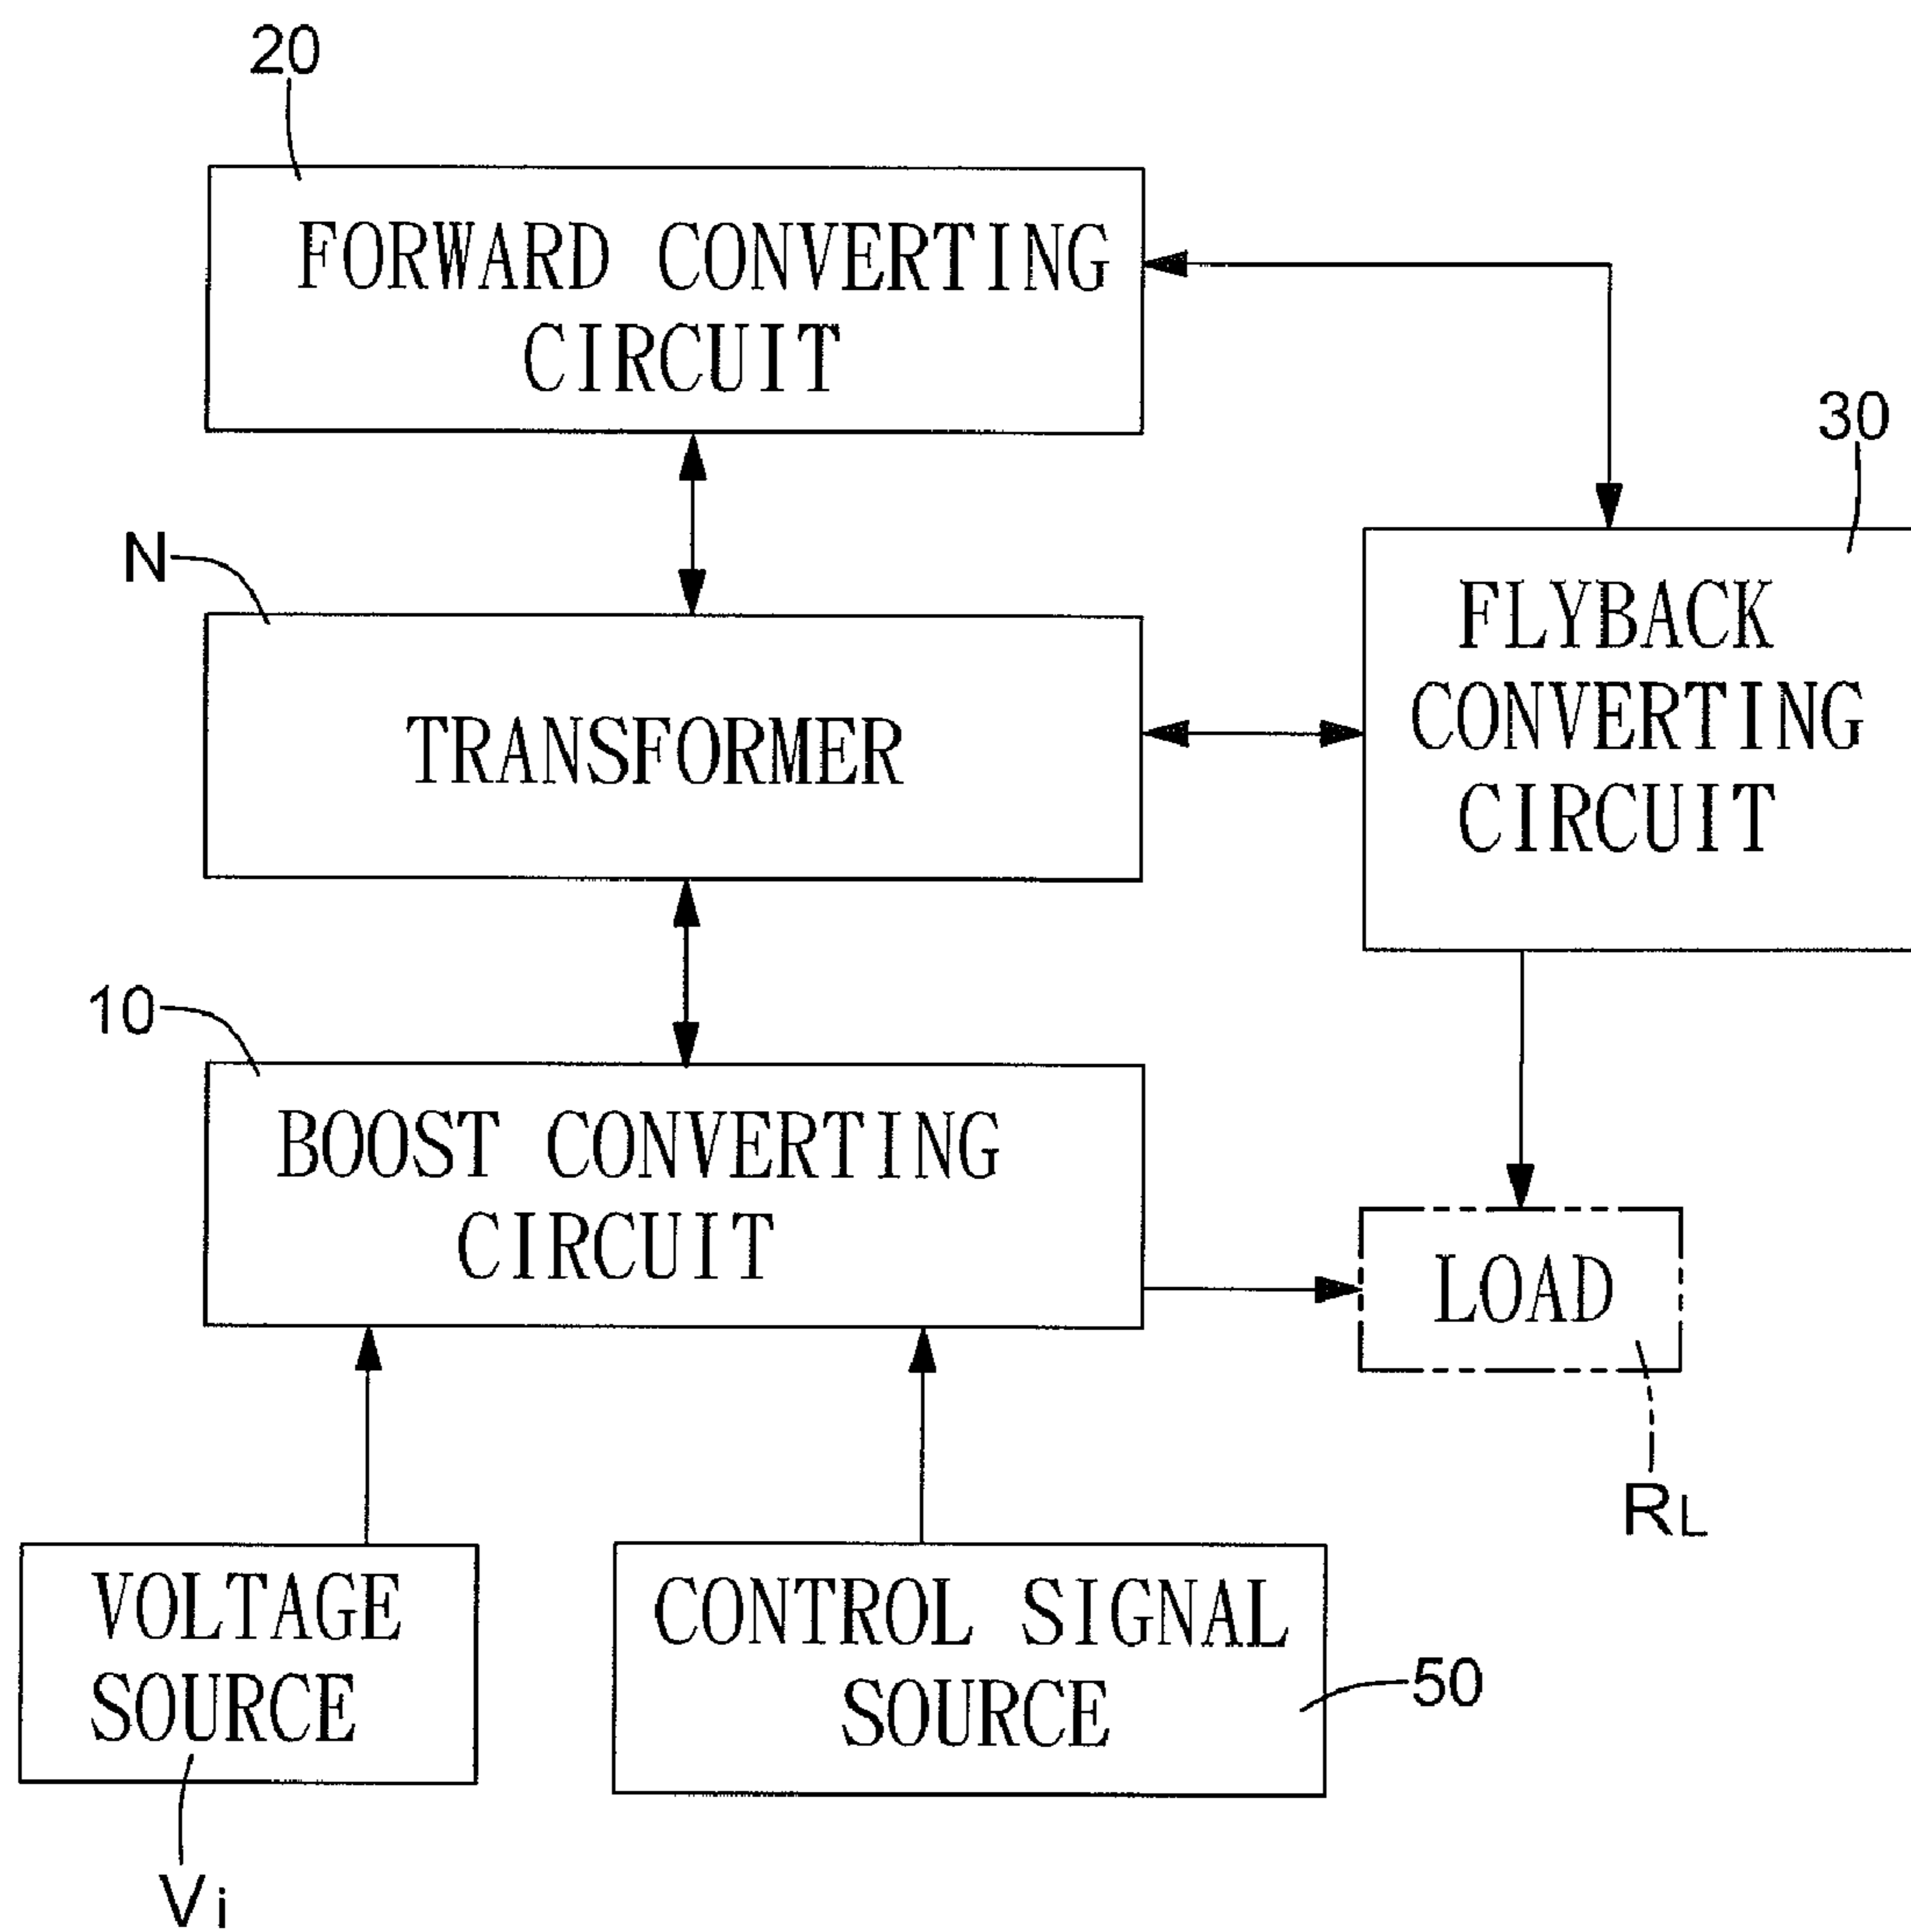 20
FORWARD CONVERTING
CIRCUIT
30
N
FLYBACK
CONVERTING
CIRCUIT
TRANSFORMER
10
BOOST CONVERTING
CIRCUIT
LOAD
RL
VOLTAGE
SOURCE
CONTROL SIGNAL
SOURCE
50
Vi